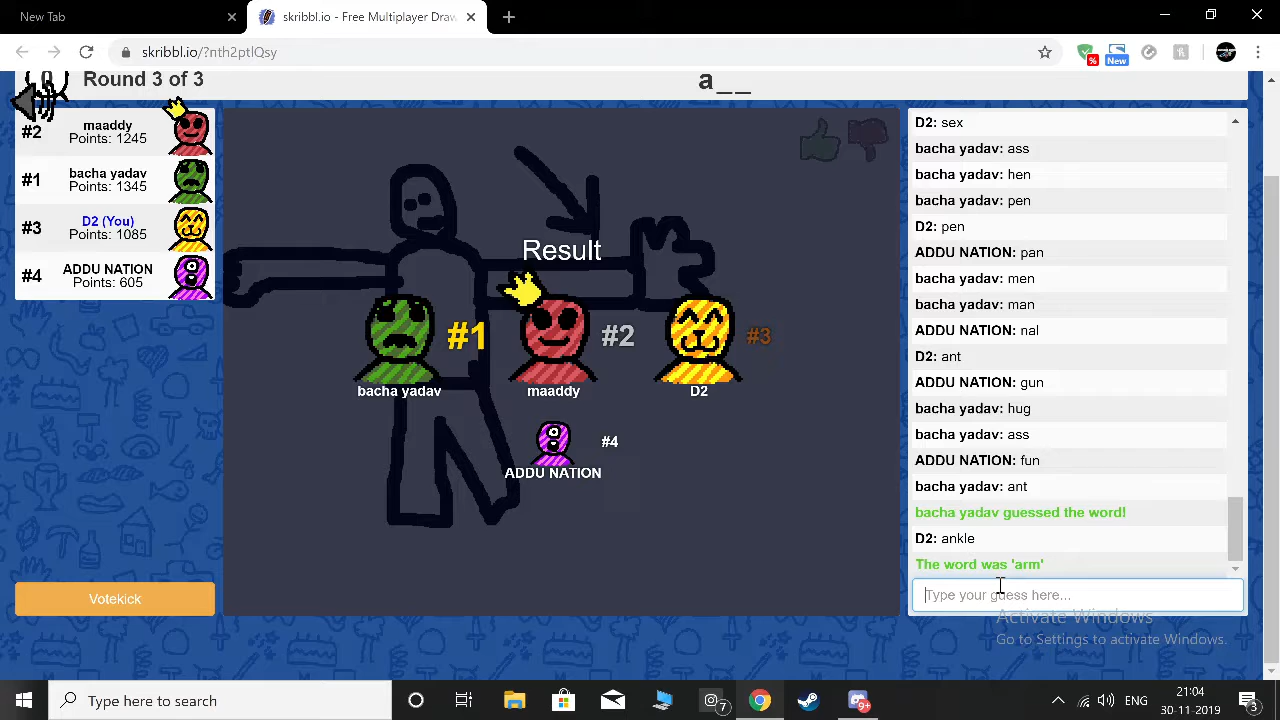 New Tab
skribbl.io - Free Multiplayer Draw
skribbl.io/?nth2ptlQsy
%
New
0
Round 3 of 3
a__
#2
maaddy
Points: 1245
#1
bacha yadav
Points: 1345
#3
D2 (You)
Points: 1085
#4
ADDU NATION
Points: 605
Votekick
Result
#1
#2
#3
bacha yadav
maaddy
D2
#4
ADDU NATION
D2: sex
bacha yadav: ass
bacha yadav: hen
bacha yadav: pen
D2: pen
ADDU NATION: pan
bacha yadav: men
bacha yadav: man
ADDU NATION: nal
D2: ant
ADDU NATION: gun
bacha yadav: hug
bacha yadav: ass
ADDU NATION: fun
bacha yadav: ant
bacha yadav guessed the word!
D2: ankle
The word was 'arm'
Type your guess here...
Activate Windows
Go to Settings to activate Windows.
Type here to search
7
9+
ENG
21:04
30-11-2019
3